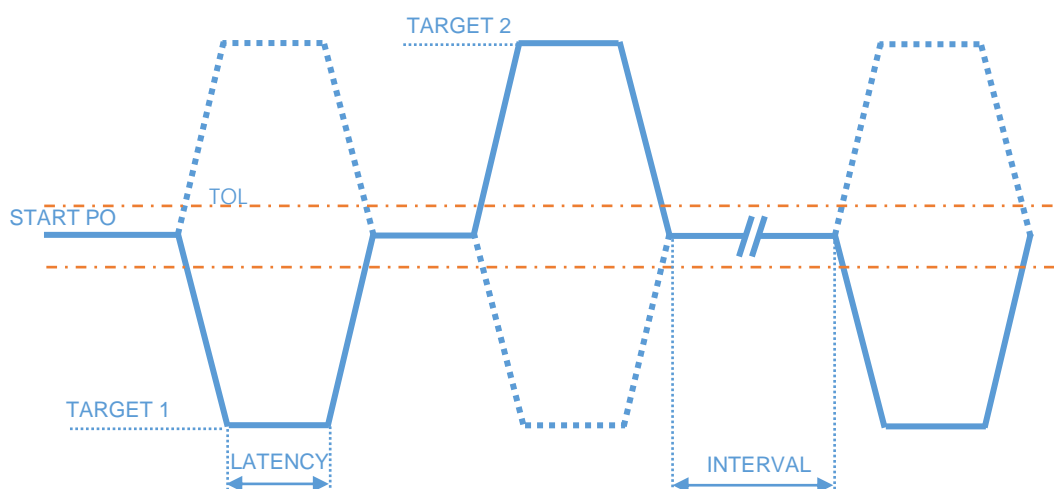 TARGET 2
TOL
START PO
TARGET 1
LATENCY
INTERVAL